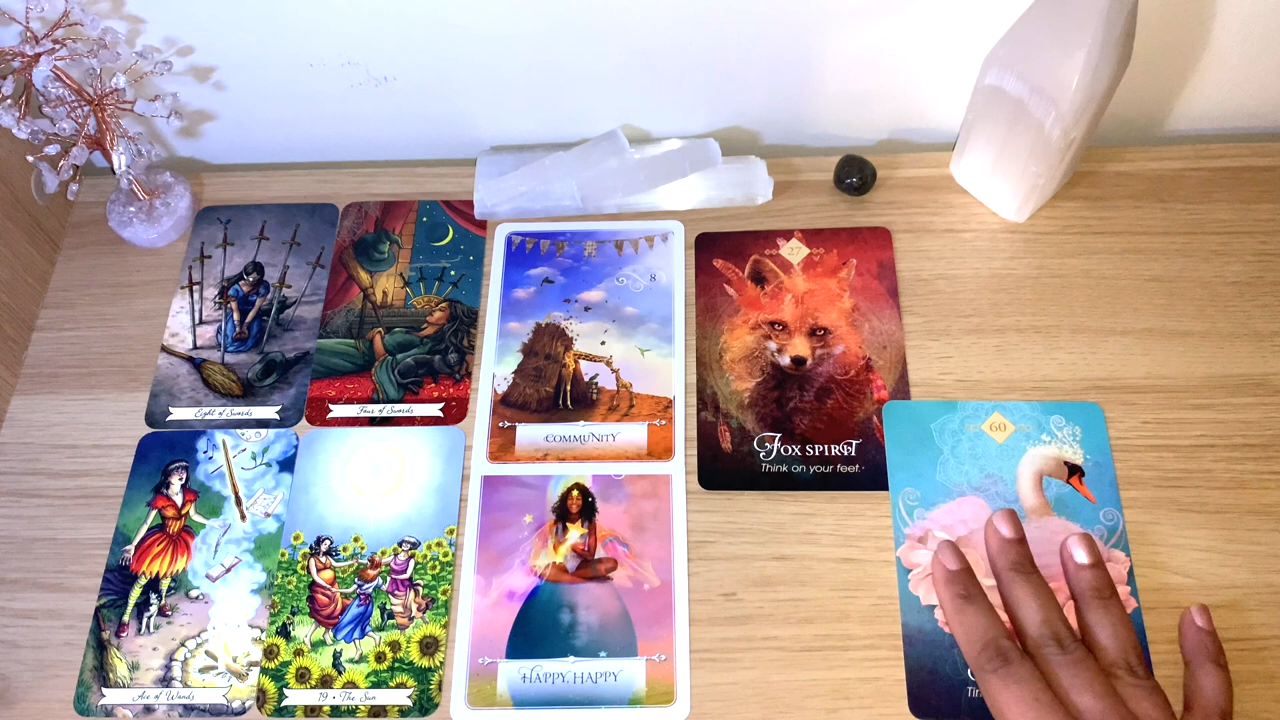 Eight of Swords
Four of Swords
8
COMMUNITY
27
FOX SPIRIT
Think on your feet.
60
Ace of Wands
19 • The Sun
HAPPY, HAPPY